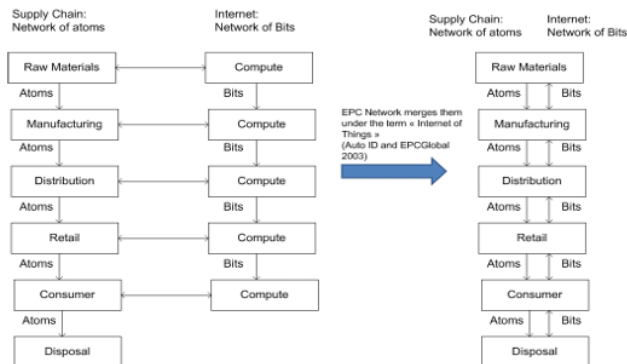 Supply Chain:
Network of atoms
Internet:
Network of Bits
Raw Materials
Compute
Atoms
Bits
Manufacturing
Compute
Atoms
Bits
Distribution
Compute
Atoms
Bits
Retail
Compute
Atoms
Bits
Consumer
Compute
Atoms
Disposal
EPC Network merges them
under the term « Internet of
Things »
(Auto ID and EPCGlobal
2003)
Supply Chain:
Network of atoms
Internet:
Network of Bits
Raw Materials
Atoms
Bits
Manufacturing
Atoms
Bits
Distribution
Atoms
Bits
Retail
Atoms
Bits
Consumer
Atoms
Bits
Disposal